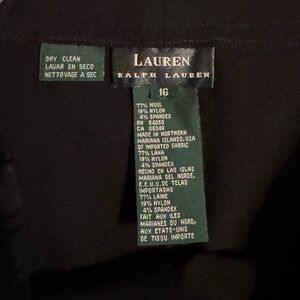 DRY CLEAN
LAVAR EN SECO
NETTOYAGE A SEC
LAUREN
RALPH LAUREN
16
77% WOOL
19% NYLON
4% SPANDEX
RN 54050
CA 08349
MADE IN NORTHERN
MARIANA ISLANDS, USA
OF IMPORTED FABRIC
77% LANA
19% NYLON
4% SPANDEX
HECHO EN LAS ISLAS
MARIANA DEL NORDE,
E.E.U.U. DE TELAS
IMPORTADAS
77% LAINE
19% NYLON
4% SPANDEX
FAIT AUX ILES
MARIANES DU NORD,
AUX ETATS-UNIS
DE TISSU IMPORTE